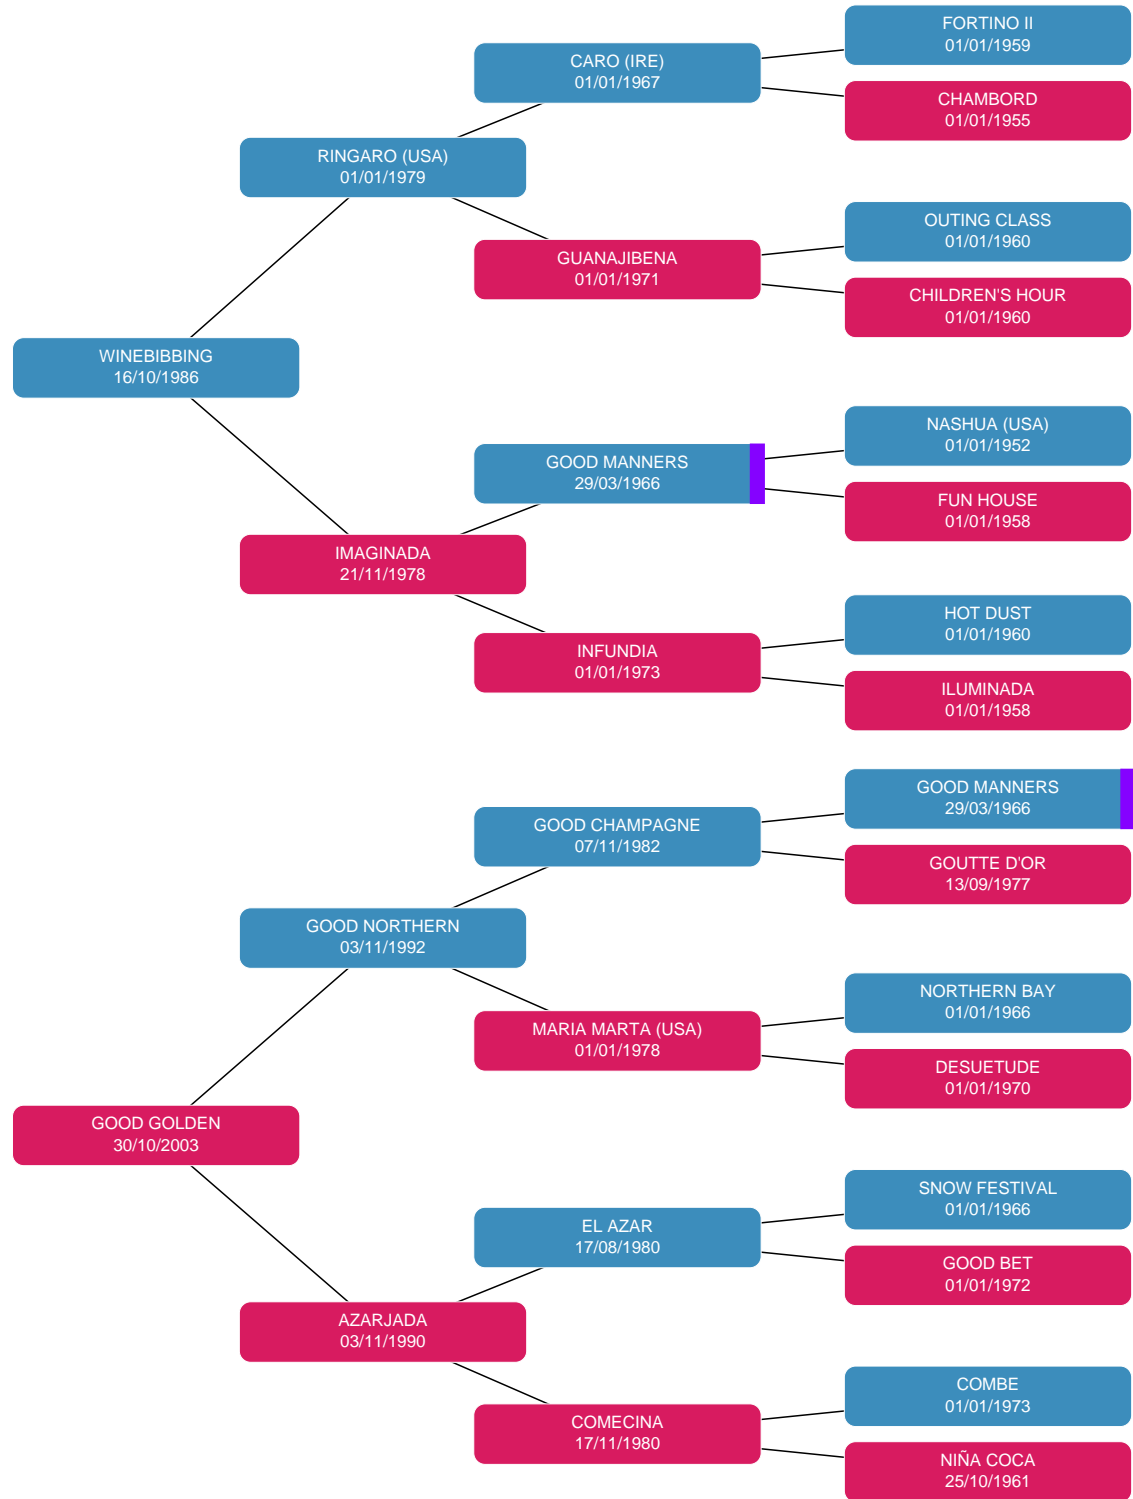 FORTINO II
01/01/1959
CARO (IRE)
01/01/1967
CHAMBORD
01/01/1955
RINGARO (USA)
01/01/1979
OUTING CLASS
01/01/1960
GUANAJIBENA
01/01/1971
CHILDREN'S HOUR
01/01/1960
WINEBIBBING
16/10/1986
NASHUA (USA)
01/01/1952
GOOD MANNERS
29/03/1966
FUN HOUSE
01/01/1958
IMAGINADA
21/11/1978
HOT DUST
01/01/1960
INFUNDIA
01/01/1973
ILUMINADA
01/01/1958
GOOD MANNERS
29/03/1966
GOOD CHAMPAGNE
07/11/1982
GOUTTE D'OR
13/09/1977
GOOD NORTHERN
03/11/1992
NORTHERN BAY
01/01/1966
MARIA MARTA (USA)
01/01/1978
DESUETUDE
01/01/1970
GOOD GOLDEN
30/10/2003
SNOW FESTIVAL
01/01/1966
EL AZAR
17/08/1980
GOOD BET
01/01/1972
AZARJADA
03/11/1990
COMBE
01/01/1973
COMECINA
17/11/1980
NIÑA COCA
25/10/1961